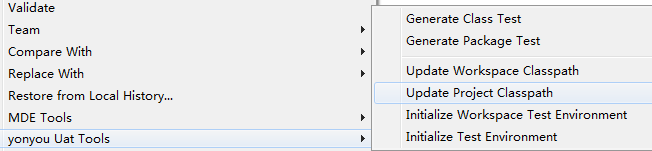 Validate
Team
Compare With
Replace With
Restore from Local History...
MDE Tools
yonyou Uat Tools
Generate Class Test
Generate Package Test
Update Workspace Classpath
Update Project Classpath
Initialize Workspace Test Environment
Initialize Test Environment